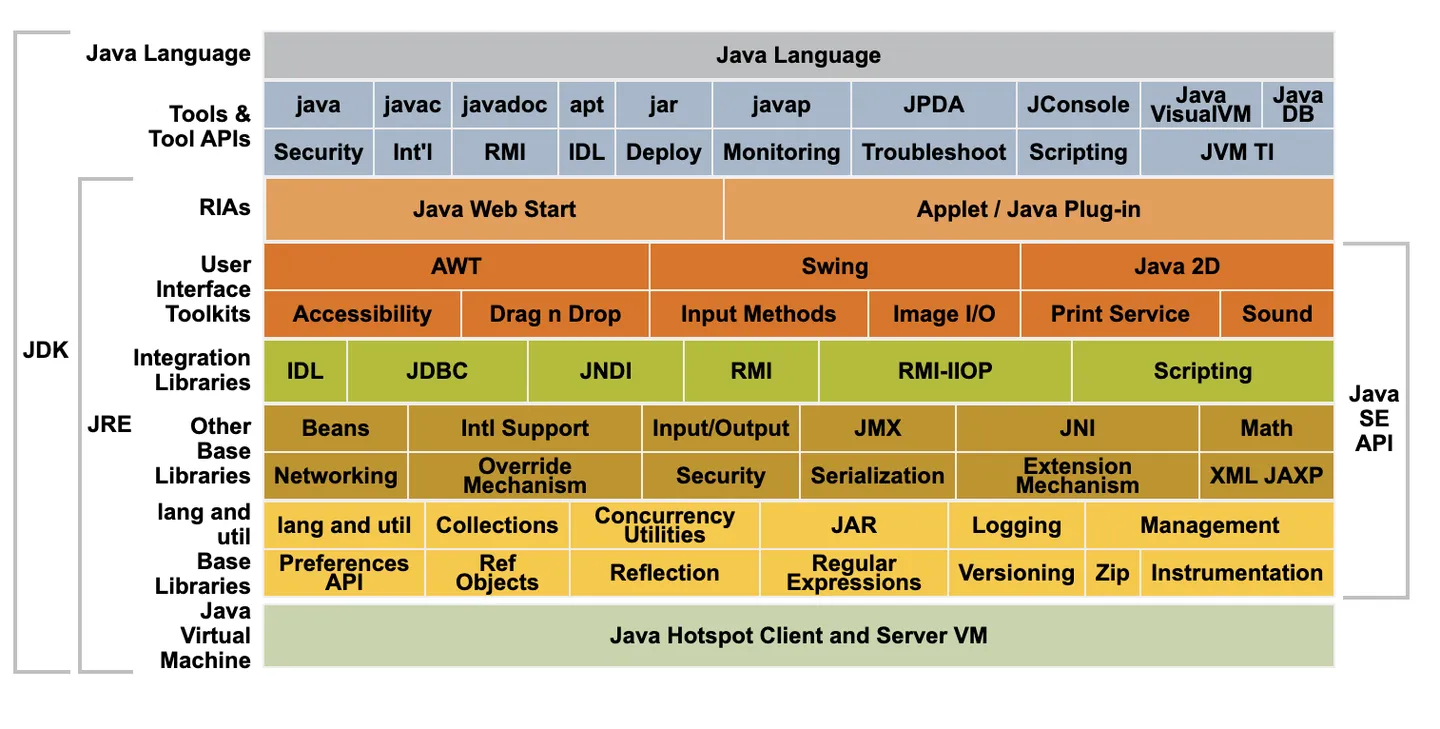 Java Language
Java Language
Tools &
Tool APIs
java javac javadoc apt jar javap JPDA JConsole Java VisualVM Java DB
Security Int'l RMI IDL Deploy Monitoring Troubleshoot Scripting JVM TI
RIAs
Java Web Start Applet / Java Plug-in
User
Interface
Toolkits
AWT Swing Java 2D
Accessibility Drag n Drop Input Methods Image I/O Print Service Sound
JDK
Integration
Libraries
IDL JDBC JNDI RMI RMI-IIOP Scripting
Java
SE
API
JRE
Other
Base
Libraries
Beans Intl Support Input/Output JMX JNI Math
Networking Override Mechanism Security Serialization Extension Mechanism XML JAXP
lang and
util
Base
Libraries
lang and util Collections Concurrency Utilities JAR Logging Management
Preferences API Ref Objects Reflection Regular Expressions Versioning Zip Instrumentation
Java
Virtual
Machine
Java Hotspot Client and Server VM